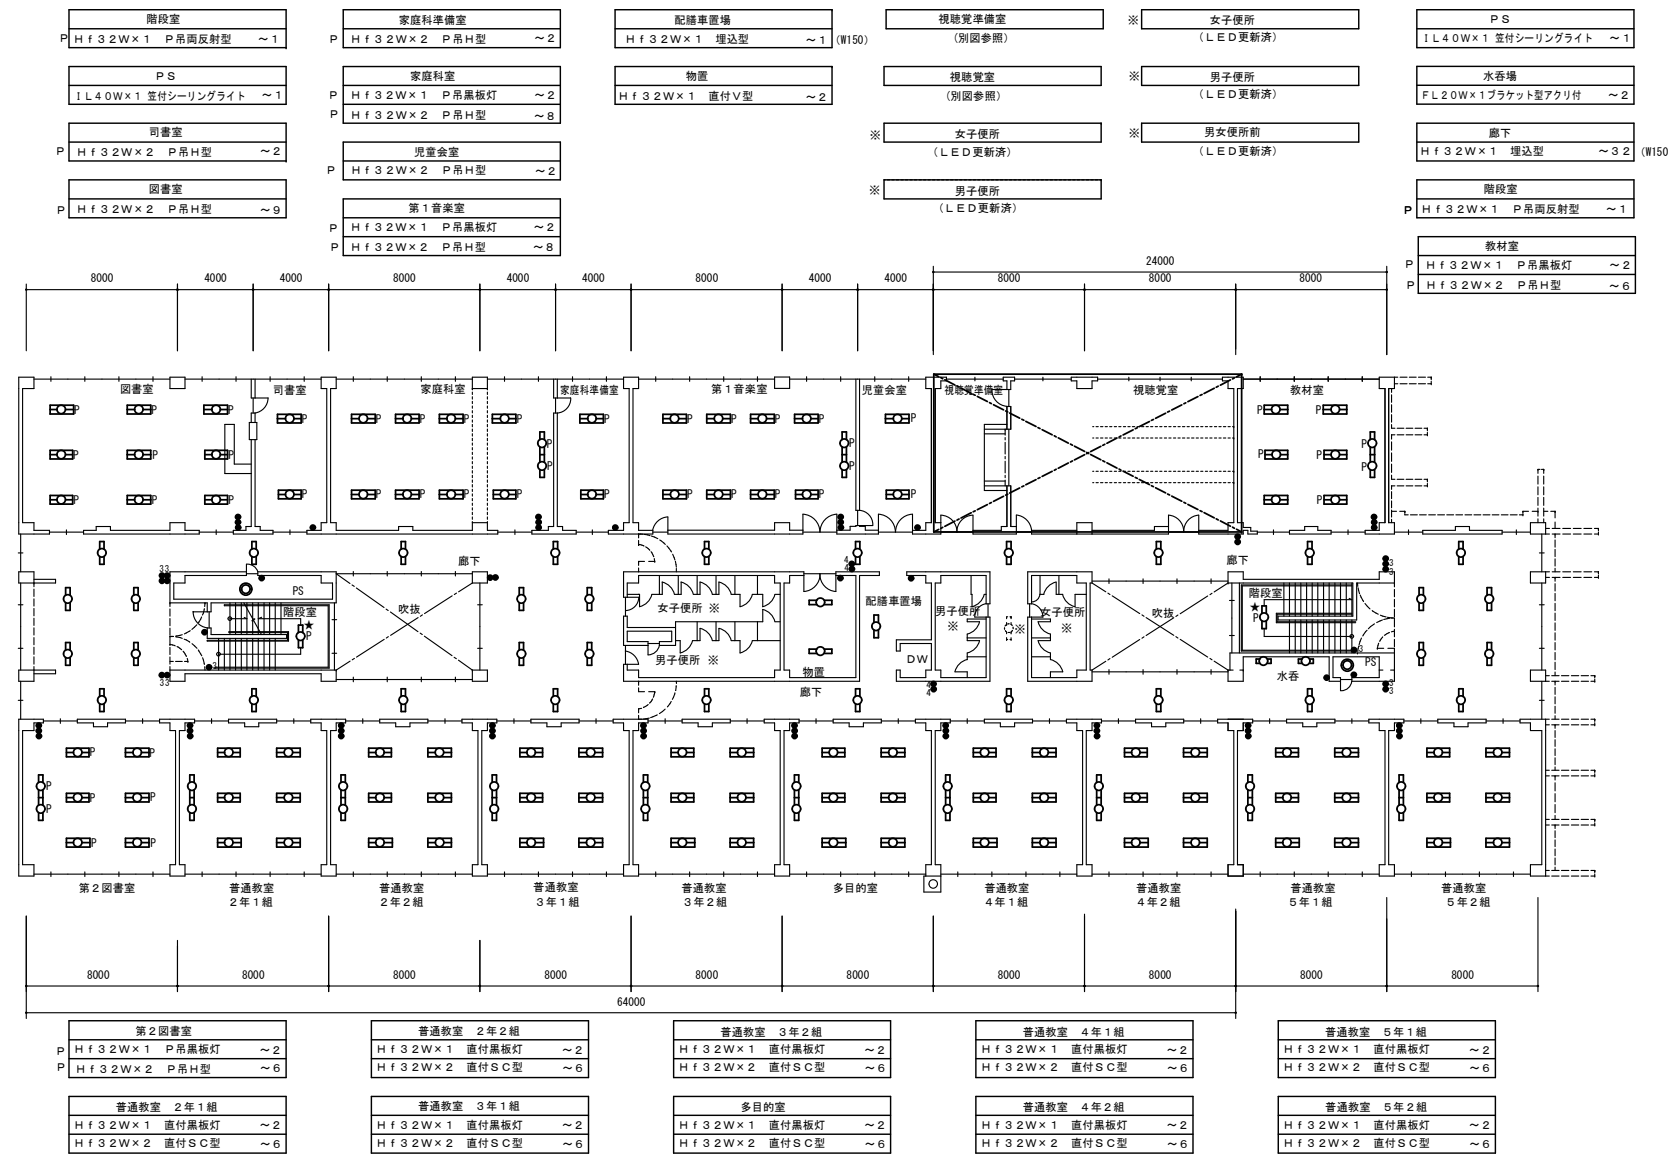 階段室
P Hf32W×1 P吊両反射型 ～1
PS
IL40W×1 笠付シーリングライト ～1
司書室
P Hf32W×2 P吊H型 ～2
図書室
P Hf32W×2 P吊H型 ～9
家庭科準備室
P Hf32W×2 P吊H型 ～2
家庭科室
P Hf32W×1 P吊黒板灯 ～2
P Hf32W×2 P吊H型 ～8
児童会室
P Hf32W×2 P吊H型 ～2
第1音楽室
P Hf32W×1 P吊黒板灯 ～2
P Hf32W×2 P吊H型 ～8
配膳車置場
Hf32W×1 埋込型 ～1 (W150)
物置
Hf32W×1 直付V型 ～2
視聴覚準備室
(別図参照)
視聴覚室
(別図参照)
※ 女子便所
(LED更新済)
※ 男子便所
(LED更新済)
※ 女子便所
(LED更新済)
※ 男子便所
(LED更新済)
※ 男女便所前
(LED更新済)
PS
IL40W×1 笠付シーリングライト ～1
水呑場
FL20W×1ブラケット型アクリ付 ～2
廊下
Hf32W×1 埋込型 ～32 (W150
階段室
P Hf32W×1 P吊両反射型 ～1
教材室
P Hf32W×1 P吊黒板灯 ～2
P Hf32W×2 P吊H型 ～6
24000
8000 4000 4000 8000 4000 4000 8000 4000 4000 8000 8000 8000
図書室 司書室 家庭科室 家庭科準備室 第1音楽室 児童会室 視聴覚準備室 視聴覚室 教材室
P P P P P P P P P P P
P P P P P P
P P P P P P P P P P P
廊下 廊下
33 4 4 3 3
PS 階段室 ★ P 3 33
吹抜
女子便所 ※
男子便所 ※
物置
廊下
配膳車置場
DW
4 4
男子便所 ※
※
女子便所 ※
吹抜
階段室 ★ P 3
水呑 PS 3 3
P P
P P P
P P
P P
第2図書室
普通教室
2年1組
普通教室
2年2組
普通教室
3年1組
普通教室
3年2組
多目的室
普通教室
4年1組
普通教室
4年2組
普通教室
5年1組
普通教室
5年2組
8000 8000 8000 8000 8000 8000 8000 8000 8000 8000
64000
第2図書室
P Hf32W×1 P吊黒板灯 ～2
P Hf32W×2 P吊H型 ～6
普通教室 2年1組
Hf32W×1 直付黒板灯 ～2
Hf32W×2 直付SC型 ～6
普通教室 2年2組
Hf32W×1 直付黒板灯 ～2
Hf32W×2 直付SC型 ～6
普通教室 3年1組
Hf32W×1 直付黒板灯 ～2
Hf32W×2 直付SC型 ～6
普通教室 3年2組
Hf32W×1 直付黒板灯 ～2
Hf32W×2 直付SC型 ～6
多目的室
Hf32W×1 直付黒板灯 ～2
Hf32W×2 直付SC型 ～6
普通教室 4年1組
Hf32W×1 直付黒板灯 ～2
Hf32W×2 直付SC型 ～6
普通教室 4年2組
Hf32W×1 直付黒板灯 ～2
Hf32W×2 直付SC型 ～6
普通教室 5年1組
Hf32W×1 直付黒板灯 ～2
Hf32W×2 直付SC型 ～6
普通教室 5年2組
Hf32W×1 直付黒板灯 ～2
Hf32W×2 直付SC型 ～6